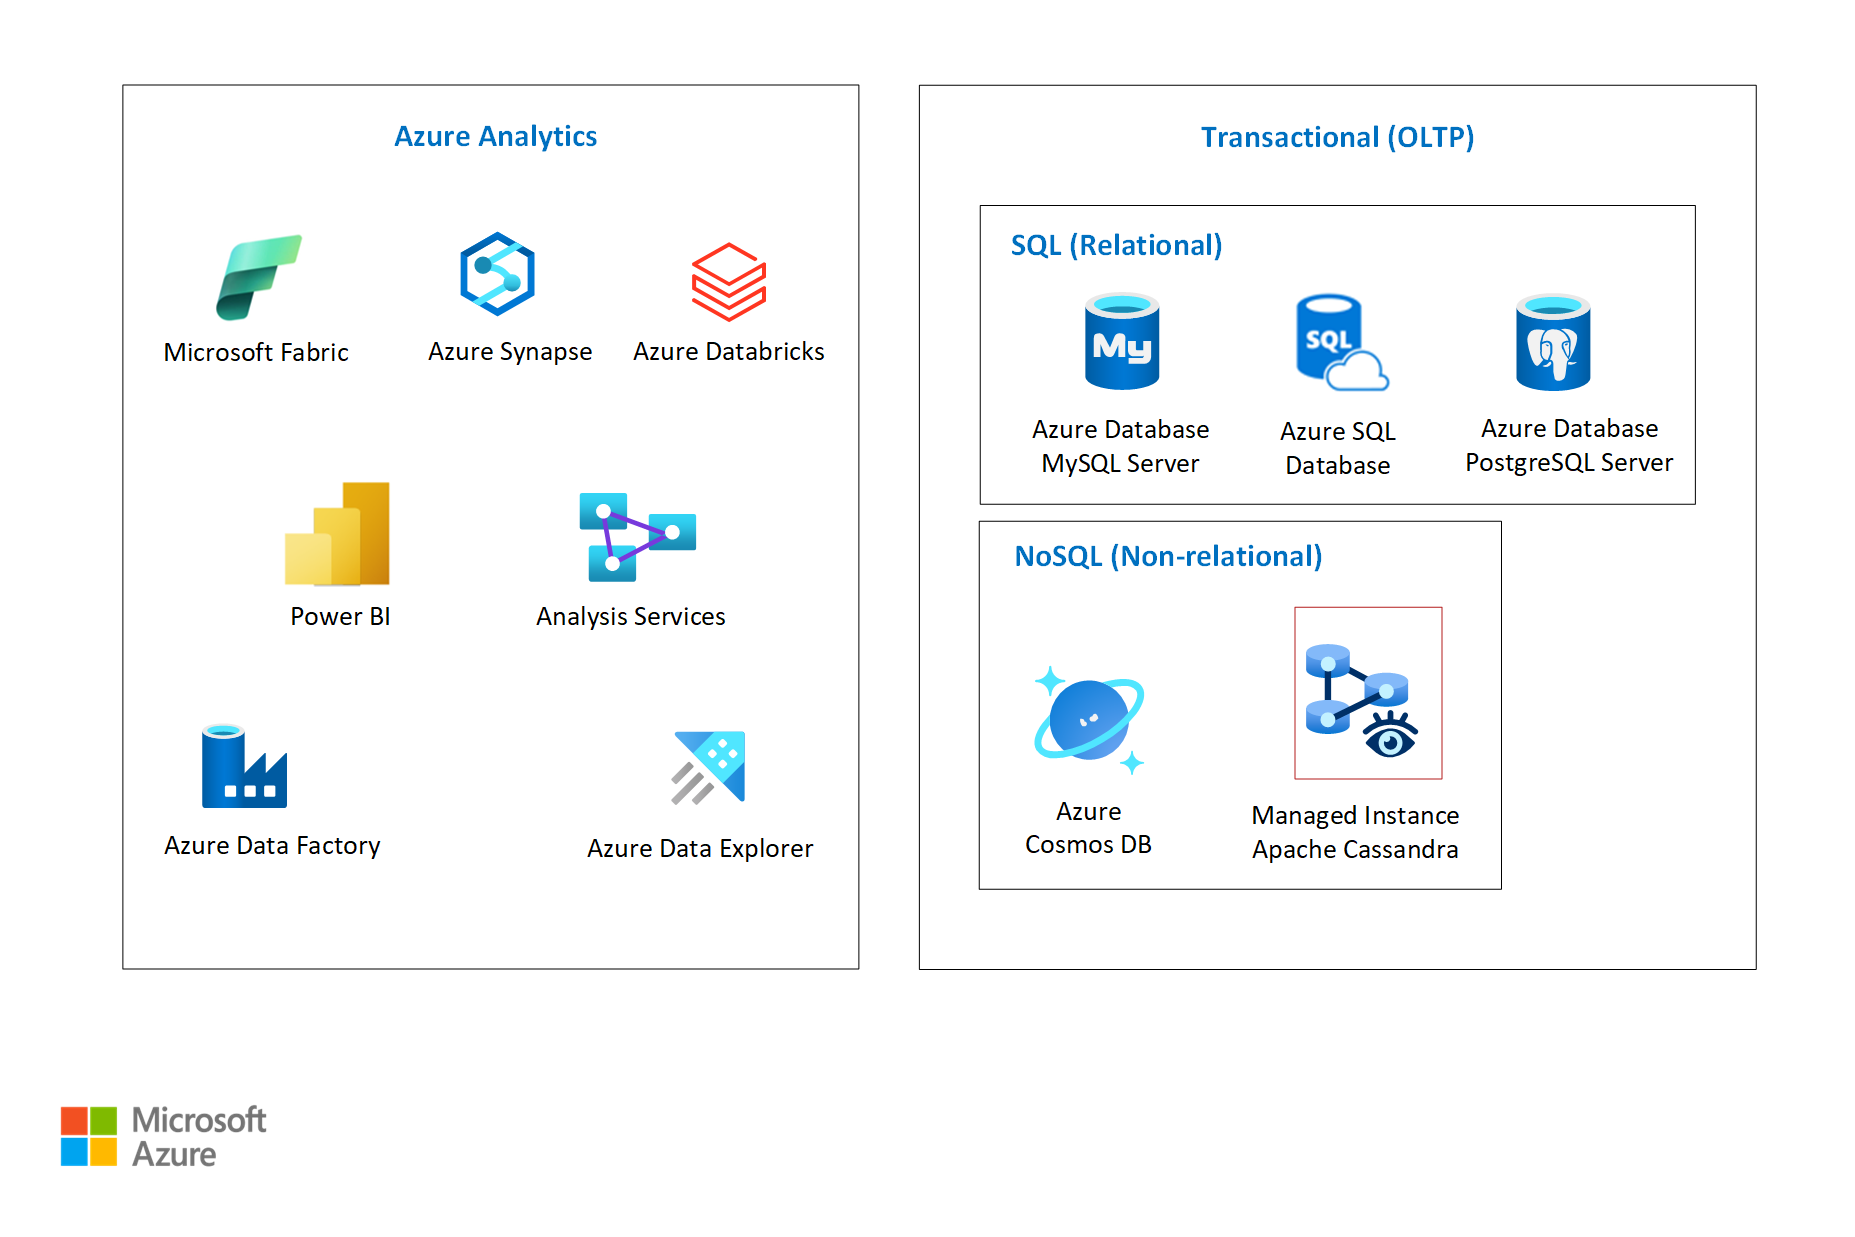 Azure Analytics
Microsoft Fabric
Azure Synapse
Azure Databricks
Power BI
Analysis Services
Azure Data Factory
Azure Data Explorer
Transactional (OLTP)
SQL (Relational)
My
SQL
Azure Database
MySQL Server
Azure SQL
Database
Azure Database
PostgreSQL Server
NoSQL (Non-relational)
Azure
Cosmos DB
Managed Instance
Apache Cassandra
Microsoft
Azure